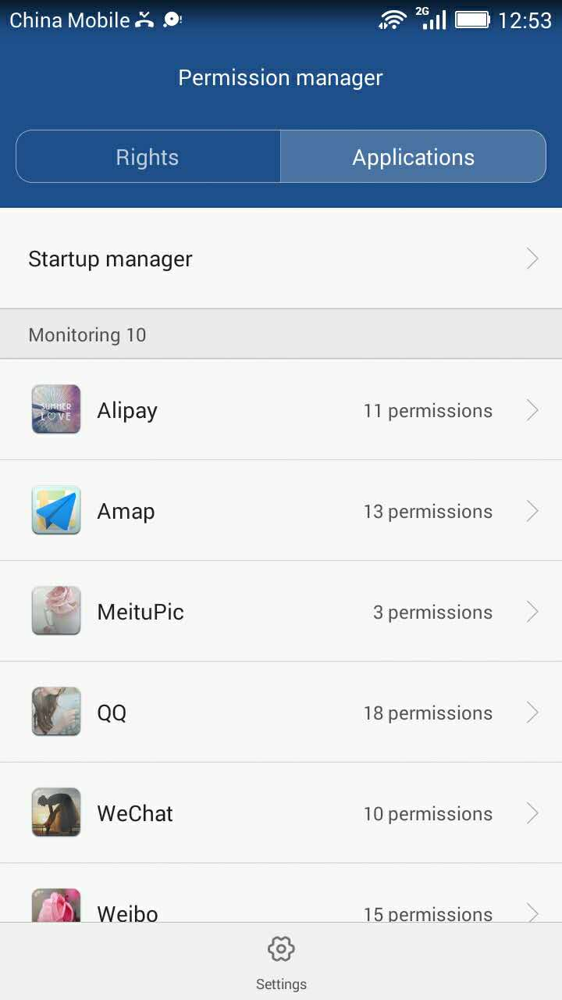 China Mobile 2G 12:53
Permission manager
Rights Applications
Startup manager
Monitoring 10
SUMMER
L♡VE
Alipay 11 permissions
Amap 13 permissions
MeituPic 3 permissions
QQ 18 permissions
WeChat 10 permissions
Weibo 15 permissions
Settings